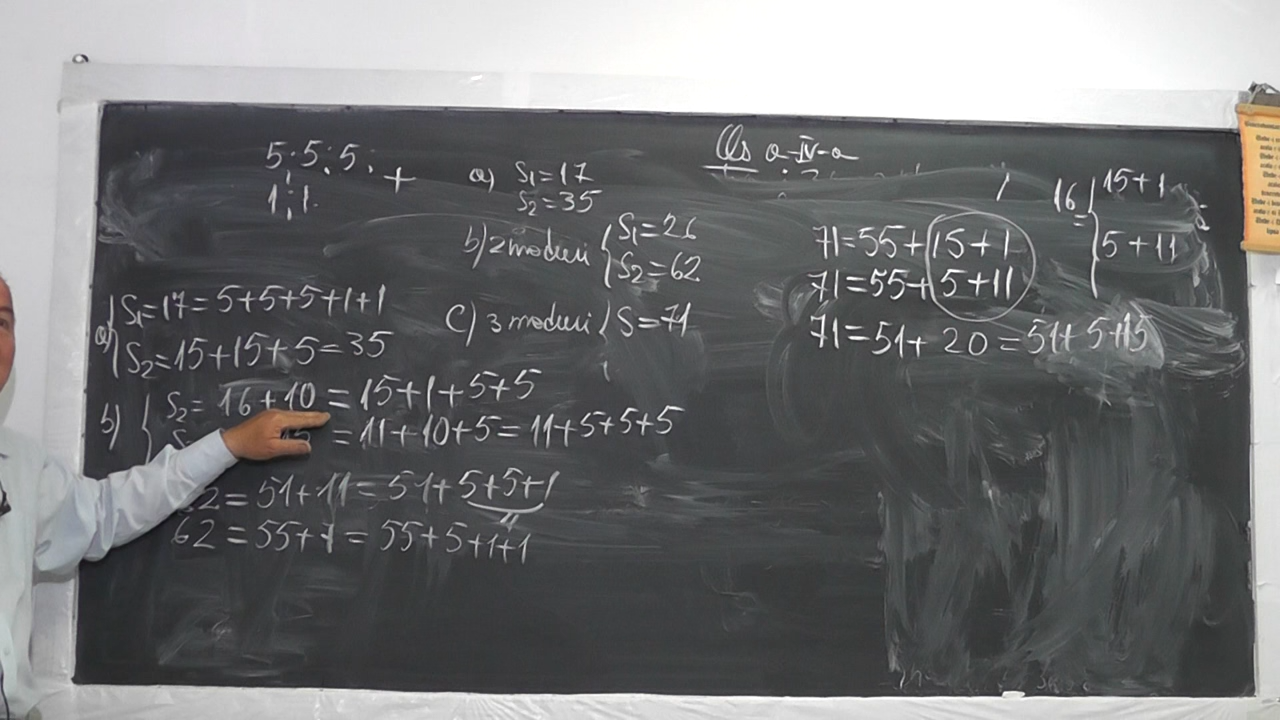 5 ; 5 ; 5 ; +
1 ; 1
a) S₁=17
S₂=35
b) 2 moduri { S₁=26
S₂=62
c) 3 moduri { S=71
a) { S₁=17=5+5+5+1+1
S₂=15+15+5=35
b) { S₂=16+10=15+1+5+5
=11+10+5=11+5+5+5
2=51+11=51+5+5+1
62=55+7=55+5+1+1
a-IV-a
71=55+15+1
71=55+5+11
71=51+20=51+5+15
16= { 15+1
5+11